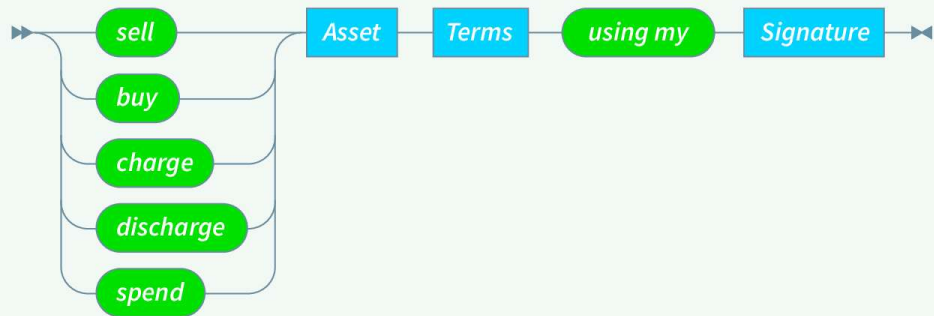 sell Asset Terms using my Signature
buy
charge
discharge
spend